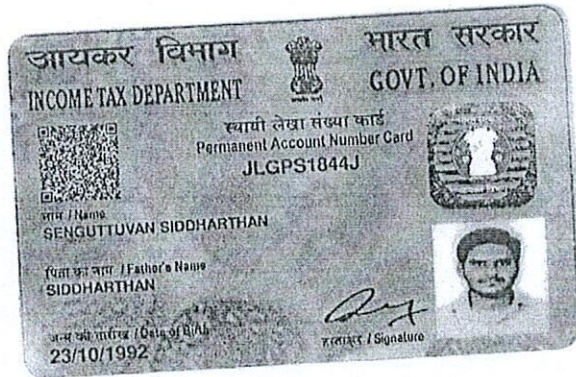 आयकर विभाग
INCOME TAX DEPARTMENT
भारत सरकार
GOVT. OF INDIA
स्थायी लेखा संख्या कार्ड
Permanent Account Number Card
JLGPS1844J
नाम / Name
SENGUTTUVAN SIDDHARTHAN
पिता का नाम / Father's Name
SIDDHARTHAN
जन्म की तारीख / Date of Birth
23/10/1992
हस्ताक्षर / Signature